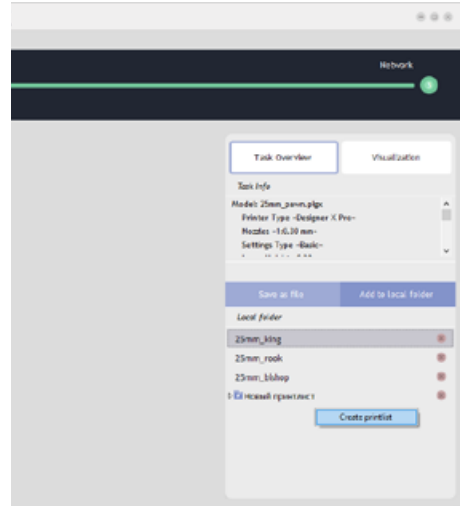 Network
Task Overview
Visualization
Task Info
Model: 25mm_pawn.plgx
Printer Type -Designer X Pro-
Nozzles -1:0.30 mm-
Settings Type -Basic-
Save as file
Add to local folder
Local folder
25mm_king
25mm_rook
25mm_bishop
Новый принтлист
Create printlist